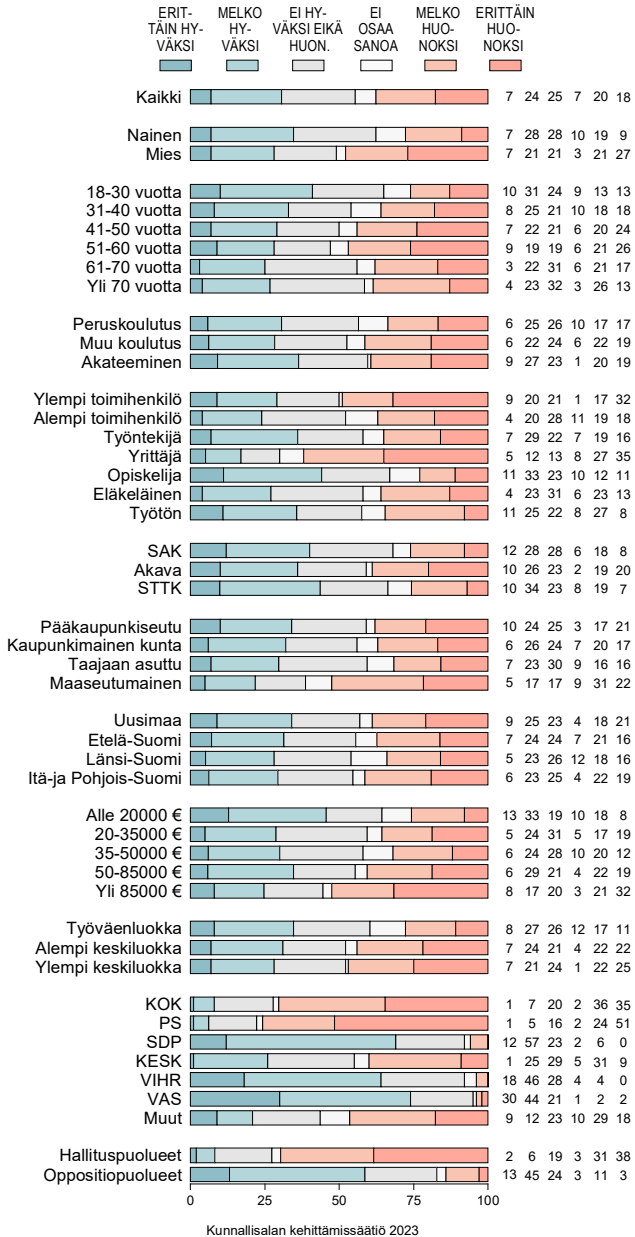 ERIT-
TÄIN HY-
VÄKSI
MELKO
HY-
VÄKSI
EI HY-
VÄKSI EIKÄ
HUON.
EI
OSAA
SANOA
MELKO
HUO-
NOKSI
ERITTÄIN
HUO-
NOKSI
Kaikki 7 24 25 7 20 18
Nainen 7 28 28 10 19 9
Mies 7 21 21 3 21 27
18-30 vuotta 10 31 24 9 13 13
31-40 vuotta 8 25 21 10 18 18
41-50 vuotta 7 22 21 6 20 24
51-60 vuotta 9 19 19 6 21 26
61-70 vuotta 3 22 31 6 21 17
Yli 70 vuotta 4 23 32 3 26 13
Peruskoulutus 6 25 26 10 17 17
Muu koulutus 6 22 24 6 22 19
Akateeminen 9 27 23 1 20 19
Ylempi toimihenkilö 9 20 21 1 17 32
Alempi toimihenkilö 4 20 28 11 19 18
Työntekijä 7 29 22 7 19 16
Yrittäjä 5 12 13 8 27 35
Opiskelija 11 33 23 10 12 11
Eläkeläinen 4 23 31 6 23 13
Työtön 11 25 22 8 27 8
SAK 12 28 28 6 18 8
Akava 10 26 23 2 19 20
STTK 10 34 23 8 19 7
Pääkaupunkiseutu 10 24 25 3 17 21
Kaupunkimainen kunta 6 26 24 7 20 17
Taajaan asuttu 7 23 30 9 16 16
Maaseutumainen 5 17 17 9 31 22
Uusimaa 9 25 23 4 18 21
Etelä-Suomi 7 24 24 7 21 16
Länsi-Suomi 5 23 26 12 18 16
Itä-ja Pohjois-Suomi 6 23 25 4 22 19
Alle 20000 € 13 33 19 10 18 8
20-35000 € 5 24 31 5 17 19
35-50000 € 6 24 28 10 20 12
50-85000 € 6 29 21 4 22 19
Yli 85000 € 8 17 20 3 21 32
Työväenluokka 8 27 26 12 17 11
Alempi keskiluokka 7 24 21 4 22 22
Ylempi keskiluokka 7 21 24 1 22 25
KOK 1 7 20 2 36 35
PS 1 5 16 2 24 51
SDP 12 57 23 2 6 0
KESK 1 25 29 5 31 9
VIHR 18 46 28 4 4 0
VAS 30 44 21 1 2 2
Muut 9 12 23 10 29 18
Hallituspuolueet 2 6 19 3 31 38
Oppositiopuolueet 13 45 24 3 11 3
0 25 50 75 100
Kunnallisalan kehittämissäätiö 2023